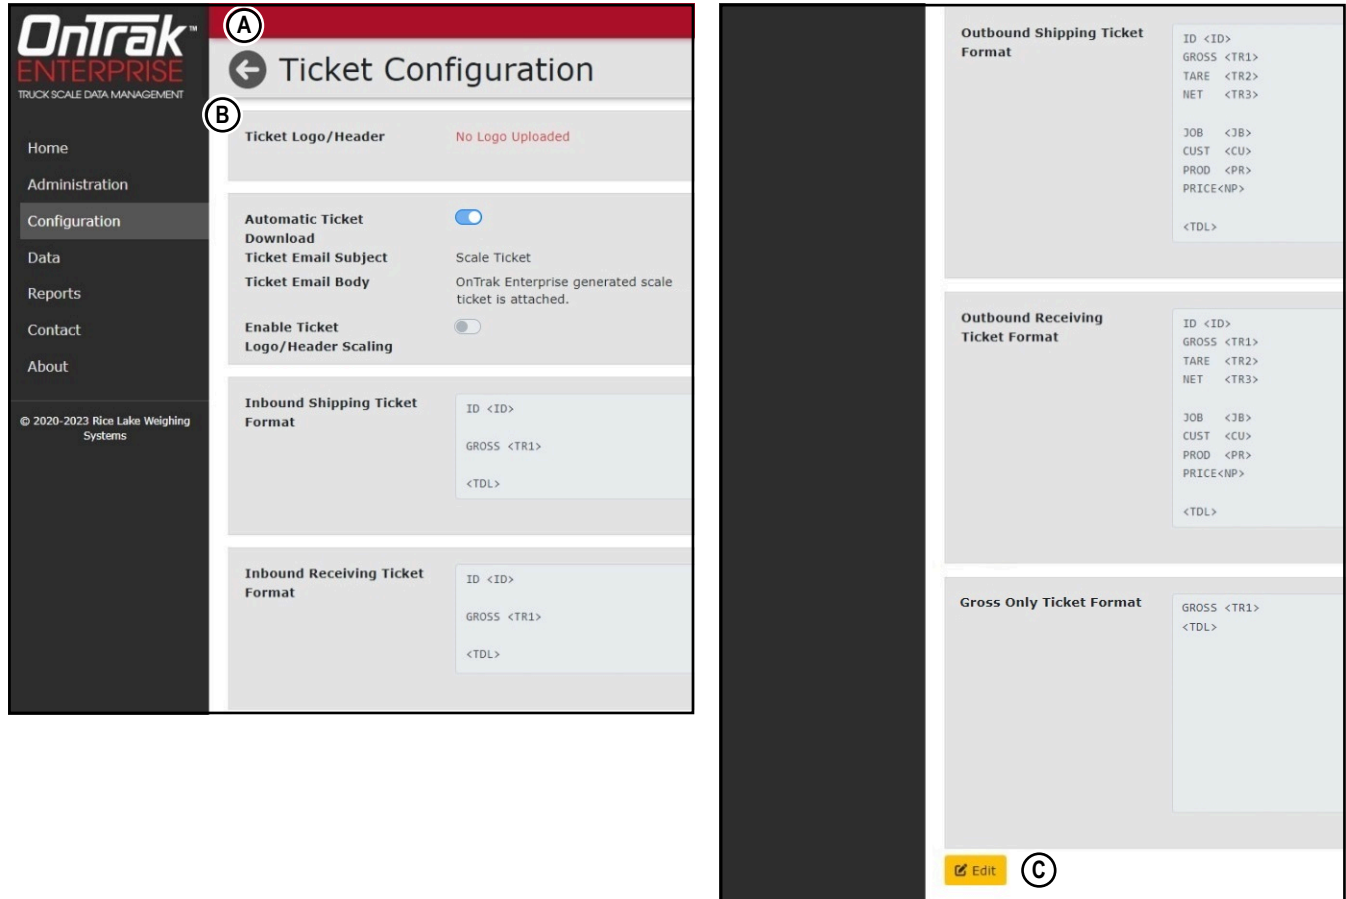 OnTrak™
ENTERPRISE
TRUCK SCALE DATA MANAGEMENT
Home
Administration
Configuration
Data
Reports
Contact
About
© 2020-2023 Rice Lake Weighing
Systems
A
Ticket Configuration
B
Ticket Logo/Header No Logo Uploaded
Automatic Ticket
Download
Ticket Email Subject Scale Ticket
Ticket Email Body OnTrak Enterprise generated scale
ticket is attached.
Enable Ticket
Logo/Header Scaling
Inbound Shipping Ticket
Format
ID <ID>
GROSS <TR1>
<TDL>
Inbound Receiving Ticket
Format
ID <ID>
GROSS <TR1>
<TDL>
Outbound Shipping Ticket
Format
ID <ID>
GROSS <TR1>
TARE <TR2>
NET <TR3>
JOB <JB>
CUST <CU>
PROD <PR>
PRICE<NP>
<TDL>
Outbound Receiving
Ticket Format
ID <ID>
GROSS <TR1>
TARE <TR2>
NET <TR3>
JOB <JB>
CUST <CU>
PROD <PR>
PRICE<NP>
<TDL>
Gross Only Ticket Format
GROSS <TR1>
<TDL>
Edit
C